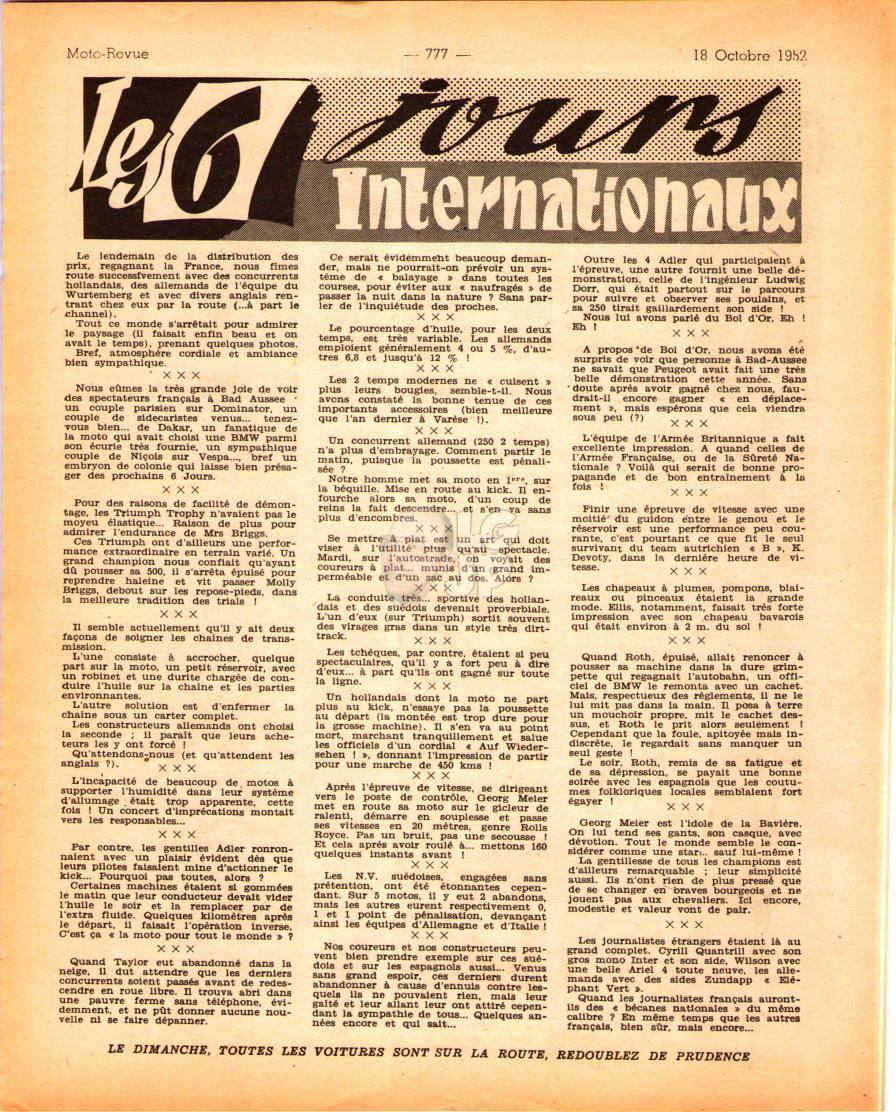 Moto-Revue
— 777 —
18 Octobre 1952
Les 6 jours
Internationaux
Le lendemain de la distribution des
prix, regagnant la France, nous fîmes
route successivement avec des concurrents
hollandais, des allemands de l'équipe du
Wurtemberg et avec divers anglais ren-
trant chez eux par la route (...à part le
channel).
Tout ce monde s'arrêtait pour admirer
le paysage (il faisait enfin beau et on
avait le temps), prenant quelques photos.
Bref, atmosphère cordiale et ambiance
bien sympathique.
× × ×
Nous eûmes la très grande joie de voir
des spectateurs français à Bad Aussee
un couple parisien sur Dominator, un
couple de sidecaristes venus... tenez-
vous bien... de Dakar, un fanatique de
la moto qui avait choisi une BMW parmi
son écurie très fournie, un sympathique
couple de Niçois sur Vespa..., bref un
embryon de colonie qui laisse bien présa-
ger des prochains 6 Jours.
× × ×
Pour des raisons de facilité de démon-
tage, les Triumph Trophy n'avaient pas le
moyeu élastique... Raison de plus pour
admirer l'endurance de Mrs Briggs.
Ces Triumph ont d'ailleurs une perfor-
mance extraordinaire en terrain varié. Un
grand champion nous confiait qu'ayant
dû pousser sa 500, il s'arrêta épuisé pour
reprendre haleine et vit passer Molly
Briggs, debout sur les repose-pieds, dans
la meilleure tradition des trials !
× × ×
Il semble actuellement qu'il y ait deux
façons de soigner les chaînes de trans-
mission.
L'une consiste à accrocher, quelque
part sur la moto, un petit réservoir, avec
un robinet et une durite chargée de con-
duire l'huile sur la chaîne et les parties
environnantes.
L'autre solution est d'enfermer la
chaîne sous un carter complet.
Les constructeurs allemands ont choisi
la seconde ; il paraît que leurs ache-
teurs les y ont forcé !
Qu'attendons-nous (et qu'attendent les
anglais ?).
× × ×
L'incapacité de beaucoup de motos à
supporter l'humidité dans leur système
d'allumage était trop apparente, cette
fois ! Un concert d'imprécations montait
vers les responsables...
× × ×
Par contre, les gentilles Adler ronron-
naient avec un plaisir évident dès que
leurs pilotes faisaient mine d'actionner le
kick... Pourquoi pas toutes, alors ?
Certaines machines étaient si gommées
le matin que leur conducteur devait vider
l'huile le soir et la remplacer par de
l'extra fluide. Quelques kilomètres après
le départ, il faisait l'opération inverse.
C'est ça « la moto pour tout le monde » ?
× × ×
Quand Taylor eut abandonné dans la
neige, il dut attendre que les derniers
concurrents soient passés avant de redes-
cendre en roue libre. Il trouva abri dans
une pauvre ferme sans téléphone, évi-
demment, et ne pût donner aucune nou-
velle ni se faire dépanner.
Ce serait évidemment beaucoup deman-
der, mais ne pourrait-on prévoir un sys-
tème de « balayage » dans toutes les
courses, pour éviter aux « naufragés » de
passer la nuit dans la nature ? Sans par-
ler de l'inquiétude des proches.
× × ×
Le pourcentage d'huile, pour les deux
temps, est très variable. Les allemands
emploient généralement 4 ou 5 %, d'au-
tres 6,8 et jusqu'à 12 % !
× × ×
Les 2 temps modernes ne « cuisent »
plus leurs bougies, semble-t-il. Nous
avons constaté la bonne tenue de ces
importants accessoires (bien meilleure
que l'an dernier à Varèse !).
× × ×
Un concurrent allemand (250 2 temps)
n'a plus d'embrayage. Comment partir le
matin, puisque la poussette est pénali-
sée ?
Notre homme met sa moto en 1ere, sur
la béquille. Mise en route au kick. Il en-
fourche alors sa moto, d'un coup de
reins la fait descendre... et s'en va sans
plus d'encombres.
× × ×
Se mettre à plat est un art qui doit
viser à l'utilité plus qu'au spectacle.
Mardi, sur l'autostrade, on voyait des
coureurs à plat... munis d'un grand im-
perméable et d'un sac au dos. Alors ?
× × ×
La conduite très... sportive des hollan-
dais et des suédois devenait proverbiale.
L'un d'eux (sur Triumph) sortit souvent
des virages gras dans un style très dirt-
track.
× × ×
Les tchèques, par contre, étaient si peu
spectaculaires, qu'il y a fort peu à dire
d'eux... à part qu'ils ont gagné sur toute
la ligne.
× × ×
Un hollandais dont la moto ne part
plus au kick, n'essaye pas la poussette
au départ (la montée est trop dure pour
la grosse machine). Il s'en va au point
mort, marchant tranquillement et salue
les officiels d'un cordial « Auf Wieder-
sehen ! », donnant l'impression de partir
pour une marche de 450 kms !
× × ×
Après l'épreuve de vitesse, se dirigeant
vers le poste de contrôle, Georg Meier
met en route sa moto sur le gicleur de
ralenti, démarre en souplesse et passe
ses vitesses en 20 mètres, genre Rolls
Royce. Pas un bruit, pas une secousse !
Et cela après avoir roulé à... mettons 160
quelques instants avant !
× × ×
Les N.V. suédoises, engagées sans
prétention, ont été étonnantes cepen-
dant. Sur 5 motos, il y eut 2 abandons,
mais les autres eurent respectivement 0,
1 et 1 point de pénalisation, devançant
ainsi les équipes d'Allemagne et d'Italie !
× × ×
Nos coureurs et nos constructeurs peu-
vent bien prendre exemple sur ces sué-
dois et sur les espagnols aussi... Venus
sans grand espoir, ces derniers durent
abandonner à cause d'ennuis contre les-
quels ils ne pouvaient rien, mais leur
gaîté et leur allant leur ont attiré cepen-
dant la sympathie de tous... Quelques an-
nées encore et qui sait...
Outre les 4 Adler qui participaient à
l'épreuve, une autre fournit une belle dé-
monstration, celle de l'ingénieur Ludwig
Dorr, qui était partout sur le parcours
pour suivre et observer ses poulains, et
sa 250 tirait gaillardement son side !
Nous lui avons parlé du Bol d'Or, Eh !
Eh !
× × ×
A propos de Bol d'Or, nous avons été
surpris de voir que personne à Bad-Aussee
ne savait que Peugeot avait fait une très
belle démonstration cette année. Sans
doute après avoir gagné chez nous, fau-
drait-il encore gagner « en déplace-
ment », mais espérons que cela viendra
sous peu (?)
× × ×
L'équipe de l'Armée Britannique a fait
excellente impression. A quand celles de
l'Armée Française, ou de la Sûreté Na-
tionale ? Voilà qui serait de bonne pro-
pagande et de bon entraînement à la
fois !
× × ×
Finir une épreuve de vitesse avec une
moitié du guidon entre le genou et le
réservoir est une performance peu cou-
rante, c'est pourtant ce que fit le seul
survivant du team autrichien « B », K.
Devoty, dans la dernière heure de vi-
tesse.
× × ×
Les chapeaux à plumes, pompons, blai-
reaux ou pinceaux étaient la grande
mode. Ellis, notamment, faisait très forte
impression avec son chapeau bavarois
qui était environ à 2 m. du sol !
× × ×
Quand Roth, épuisé, allait renoncer à
pousser sa machine dans la dure grim-
pette qui regagnait l'autobahn, un offi-
ciel de BMW le remonta avec un cachet.
Mais, respectueux des règlements, il ne le
lui mit pas dans la main. Il posa à terre
un mouchoir propre, mit le cachet des-
sus, et Roth le prit alors seulement !
Cependant que la foule, apitoyée mais in-
discrète, le regardait sans manquer un
seul geste !
Le soir, Roth, remis de sa fatigue et
de sa dépression, se payait une bonne
soirée avec les espagnols que les coutu-
mes folkloriques locales semblaient fort
égayer !
× × ×
Georg Meier est l'idole de la Bavière.
On lui tend ses gants, son casque, avec
dévotion. Tout le monde semble le con-
sidérer comme une star... sauf lui-même !
La gentillesse de tous les champions est
d'ailleurs remarquable ; leur simplicité
aussi. Ils n'ont rien de plus pressé que
de se changer en braves bourgeois et ne
jouent pas aux chevaliers. Ici encore,
modestie et valeur vont de pair.
× × ×
Les journalistes étrangers étaient là au
grand complet. Cyrill Quantrill avec son
gros mono Inter et son side, Wilson avec
une belle Ariel 4 toute neuve, les alle-
mands avec des sides Zundapp « Elé-
phant Vert ».
Quand les journalistes français auront-
ils des « bécanes nationales » du même
calibre ? En même temps que les autres
français, bien sûr, mais encore...
LE DIMANCHE, TOUTES LES VOITURES SONT SUR LA ROUTE, REDOUBLEZ DE PRUDENCE